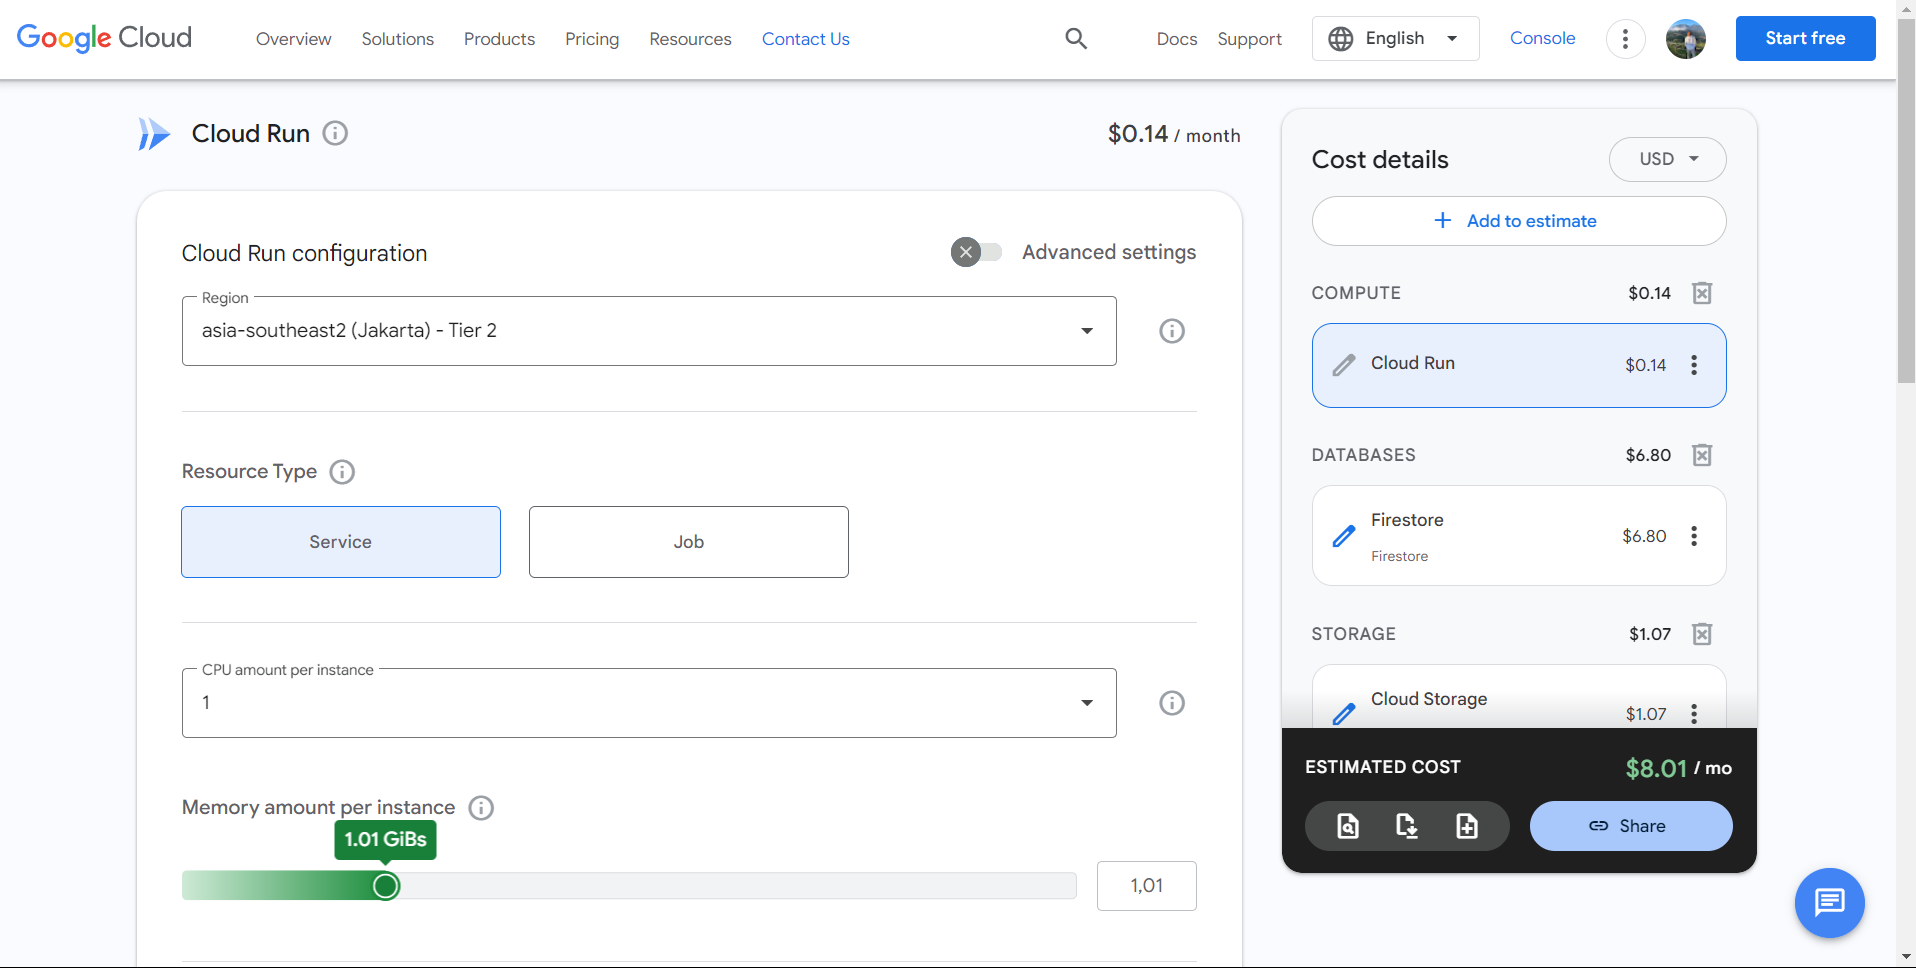 Google Cloud
Overview Solutions Products Pricing Resources Contact Us Docs Support English Console Start free
Cloud Run $0.14 / month
Cloud Run configuration Advanced settings
Region
asia-southeast2 (Jakarta) - Tier 2
Resource Type
Service Job
CPU amount per instance
1
Memory amount per instance
1.01 GiBs
1,01
Cost details USD
Add to estimate
COMPUTE $0.14
Cloud Run $0.14
DATABASES $6.80
Firestore $6.80
Firestore
STORAGE $1.07
Cloud Storage $1.07
ESTIMATED COST $8.01 / mo
Share